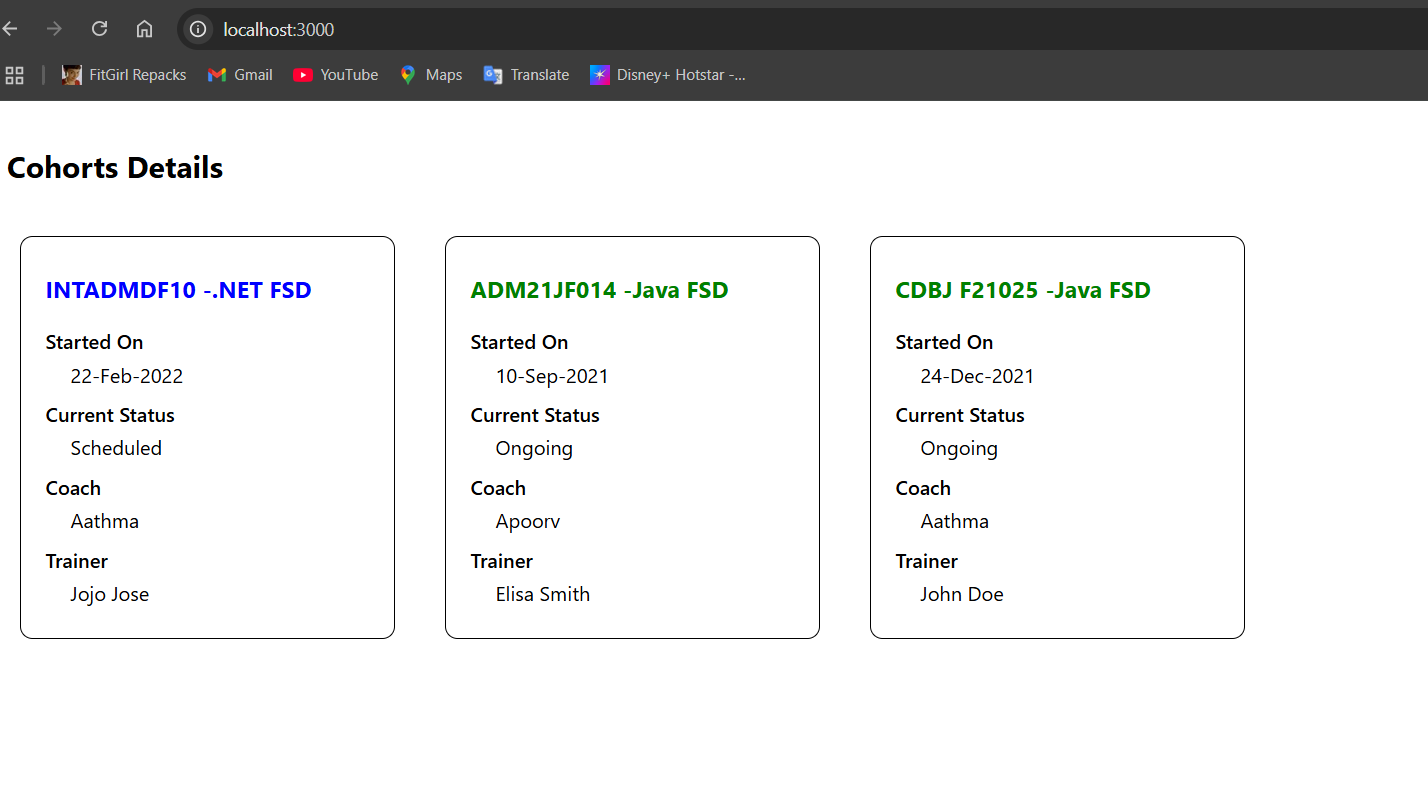 localhost:3000
FitGirl Repacks Gmail YouTube Maps Translate Disney+ Hotstar -...
Cohorts Details
INTADMDF10 -.NET FSD
Started On
22-Feb-2022
Current Status
Scheduled
Coach
Aathma
Trainer
Jojo Jose
ADM21JF014 -Java FSD
Started On
10-Sep-2021
Current Status
Ongoing
Coach
Apoorv
Trainer
Elisa Smith
CDBJ F21025 -Java FSD
Started On
24-Dec-2021
Current Status
Ongoing
Coach
Aathma
Trainer
John Doe